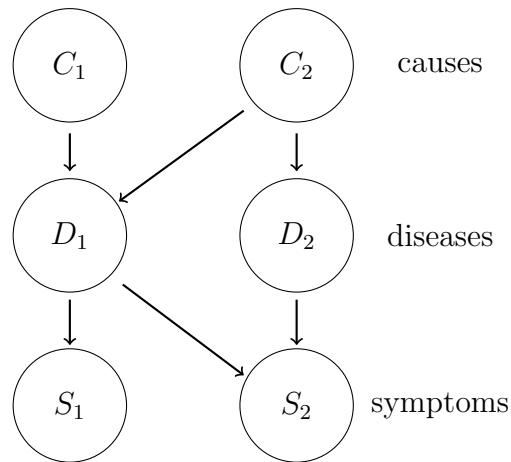 C₁ C₂ causes
D₁ D₂ diseases
S₁ S₂ symptoms